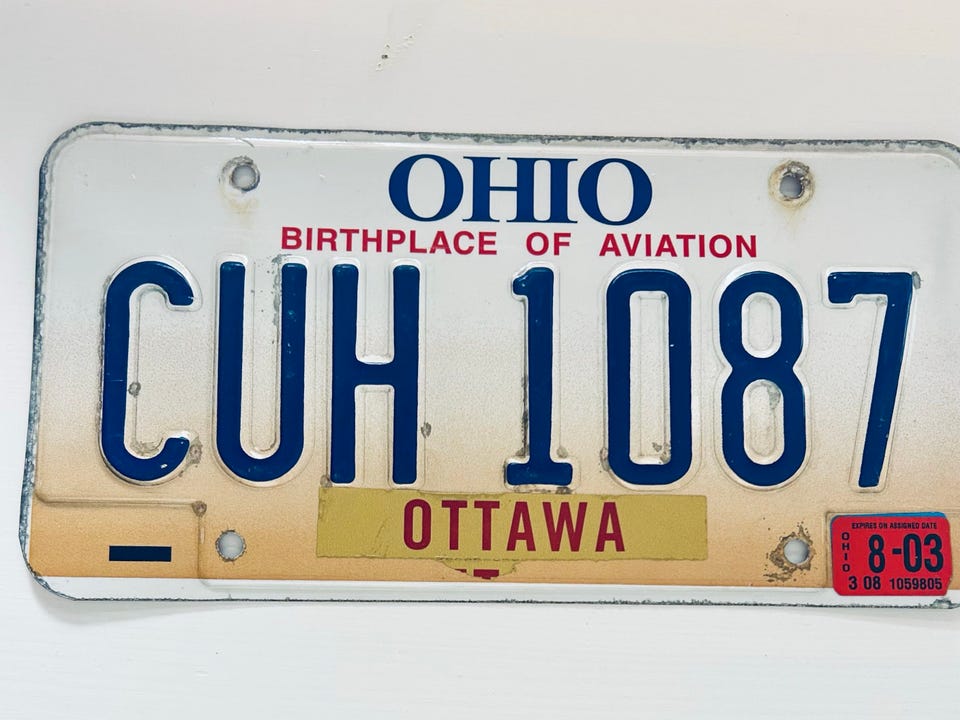 OHIO
BIRTHPLACE OF AVIATION
CUH 1087
OTTAWA
EXPIRES ON ASSIGNED DATE
OHIO
8-03
3 08 1059805